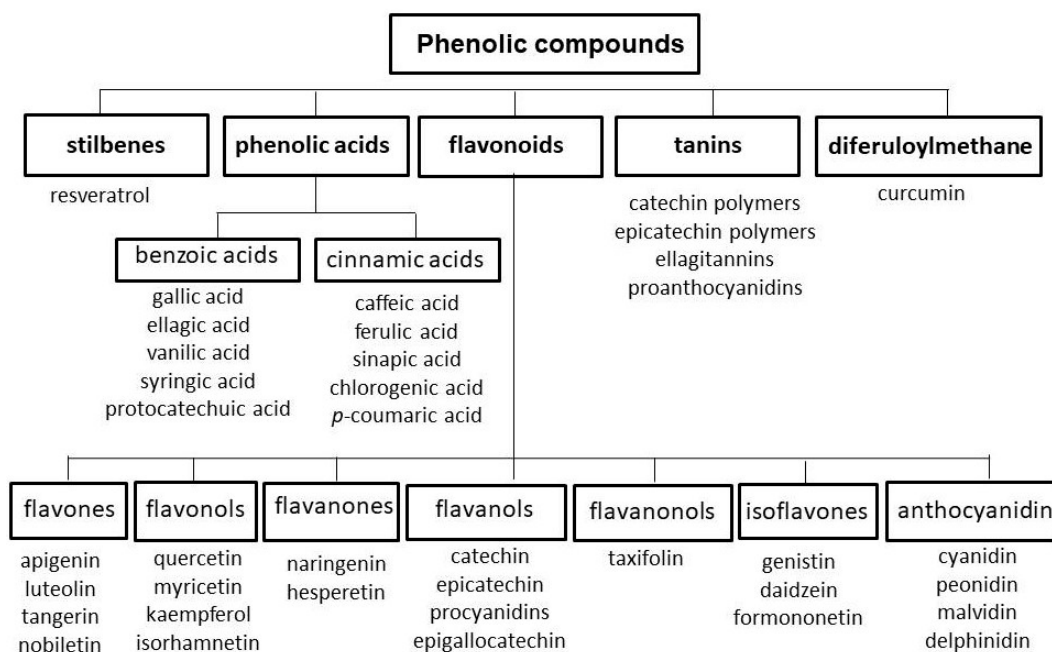 Phenolic compounds
stilbenes
phenolic acids
flavonoids
tanins
diferuloylmethane
resveratrol
catechin polymers
epicatechin polymers
ellagitannins
proanthocyanidins
curcumin
benzoic acids
gallic acid
ellagic acid
vanilic acid
syringic acid
protocatechuic acid
cinnamic acids
caffeic acid
ferulic acid
sinapic acid
chlorogenic acid
p-coumaric acid
flavones
apigenin
luteolin
tangerin
nobiletin
flavonols
quercetin
myricetin
kaempferol
isorhamnetin
flavanones
naringenin
hesperetin
flavanols
catechin
epicatechin
procyanidins
epigallocatechin
flavanonols
taxifolin
isoflavones
genistin
daidzein
formononetin
anthocyanidin
cyanidin
peonidin
malvidin
delphinidin